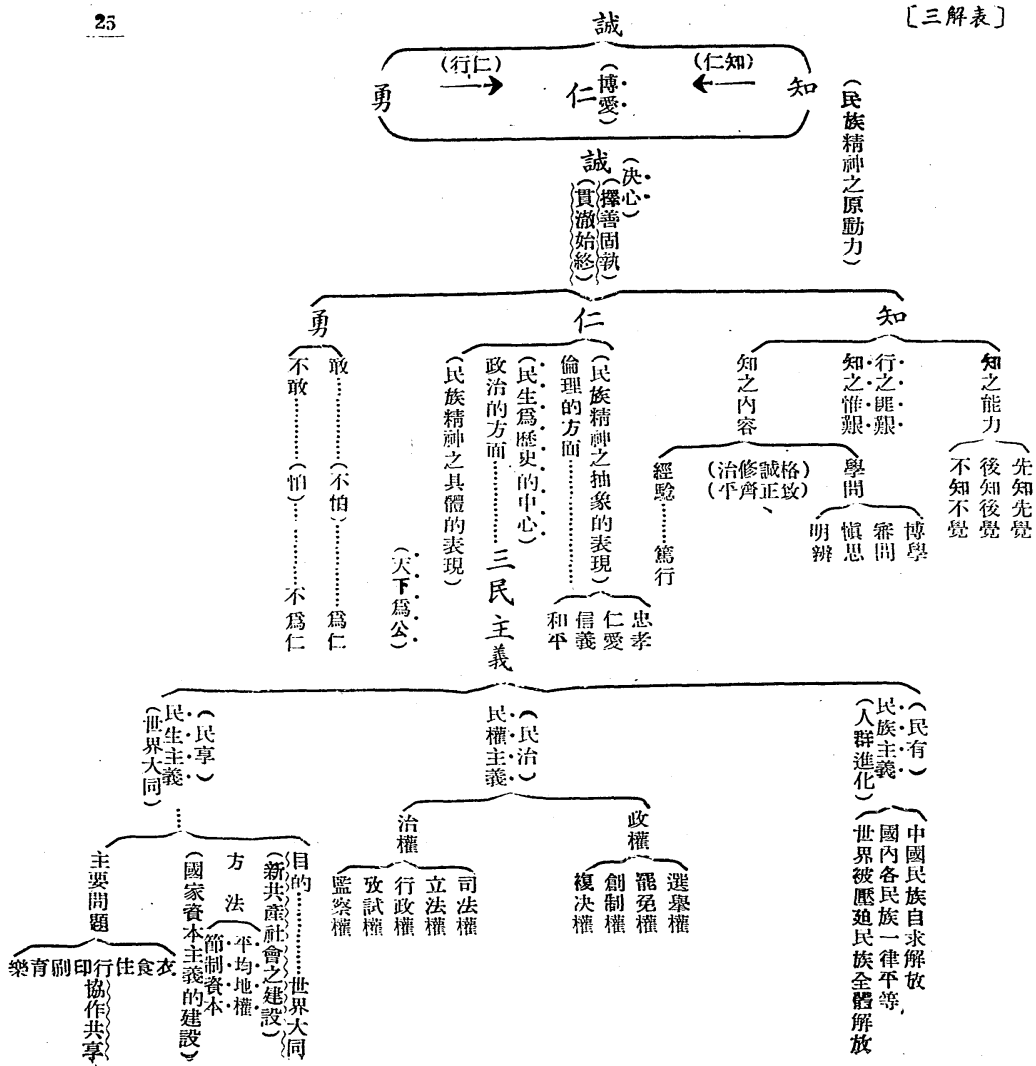 25
〔三解表〕
誠
知
(仁知)
(博愛)
仁
(行仁)
勇
(民族精神之原動力)
誠
(决心)
(擇善固執)
(貫澈始終)
知
仁
勇
知之能力
先知先覺
後知後覺
不知不覺
行之匪艱
知之惟艱
知之內容
學問
博學
審問
愼思
明辨
(治修誠格)
(平齊正致)、
經驗……篤行
(民族精神之抽象的表現)
倫理的方面……
忠孝
仁愛
信義
和平
(民生爲歷史的中心)
政治的方面……三民主義
(民族精神之具體的表現)
(天下爲公)
敢……(不怕)……爲仁
不敢……(怕)……不爲仁
(民有)
民族主義
(人群進化)
中國民族自求解放
國內各民族一律平等
世界被壓迫民族全體解放
(民治)
民權主義
政權
選舉權
罷免權
創制權
複决權
治權
司法權
立法權
行政權
攷試權
監察權
(民享)
民生主義……
(世界大同)
目的……世界大同
(新共產社會之建設)
方法
平均地權
節制資本
(國家資本主義的建設)
主要問題
樂育刷印行住食衣
協作共享